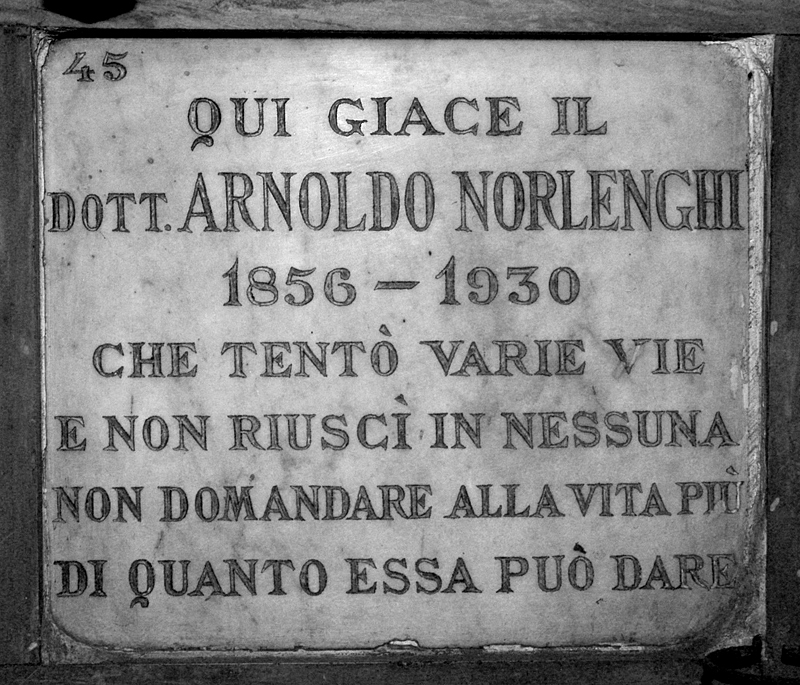 45
QUI GIACE IL
DOTT. ARNOLDO NORLENGHI
1856 – 1930
CHE TENTÒ VARIE VIE
E NON RIUSCÌ IN NESSUNA
NON DOMANDARE ALLA VITA PIÙ
DI QUANTO ESSA PUÒ DARE